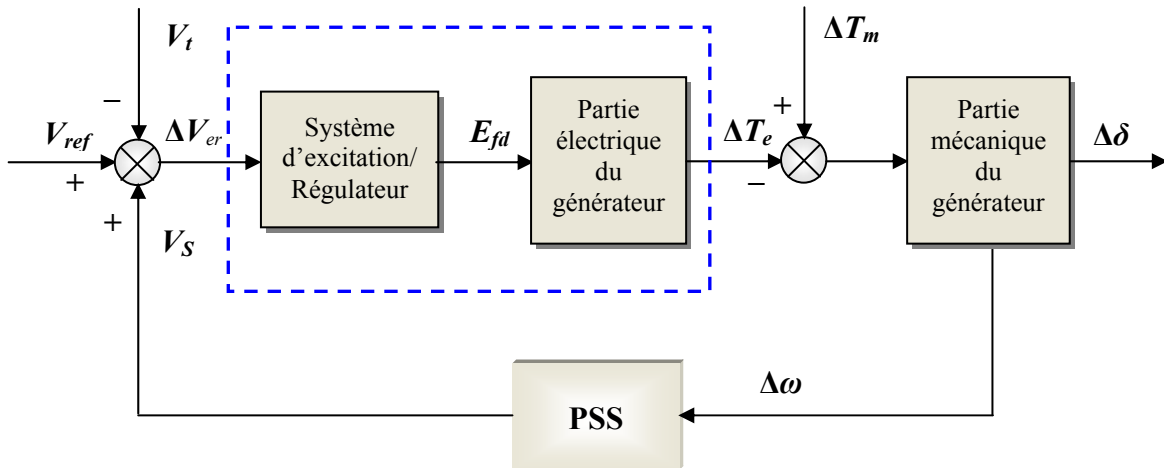 V_t
ΔT_m
−
+
V_ref
ΔV_er
Système
d’excitation/
Régulateur
E_fd
Partie
électrique
du
générateur
ΔT_e
Partie
mécanique
du
générateur
Δδ
+
−
+
V_S
Δω
PSS